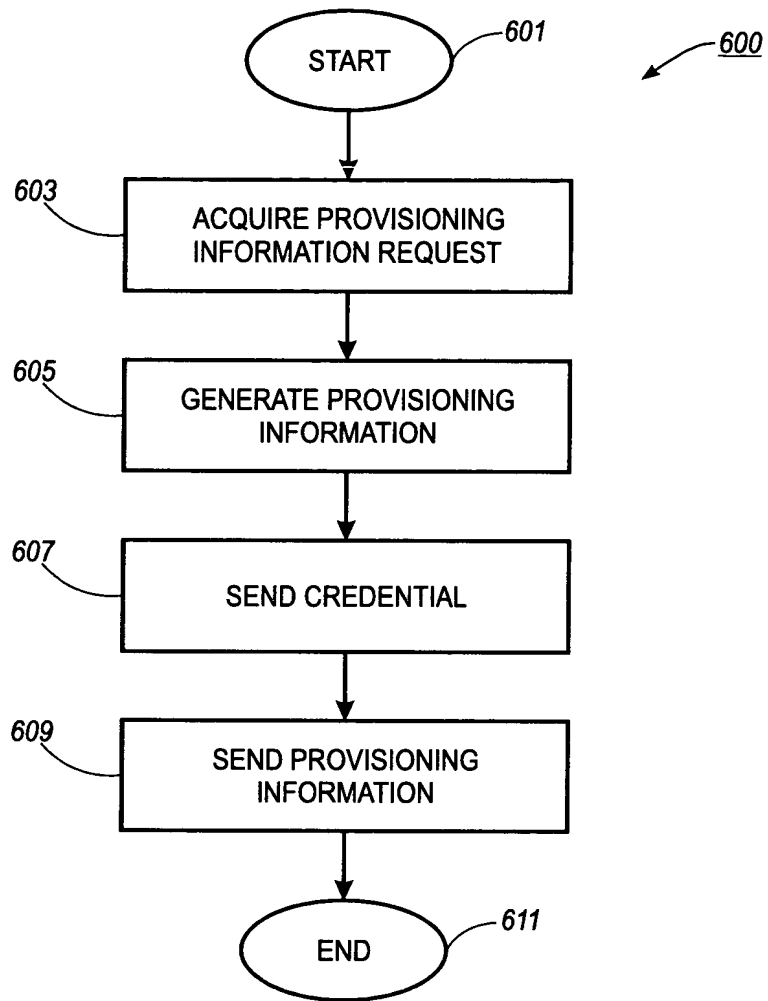 START
601
600
603
ACQUIRE PROVISIONING
INFORMATION REQUEST
605
GENERATE PROVISIONING
INFORMATION
607
SEND CREDENTIAL
609
SEND PROVISIONING
INFORMATION
END
611